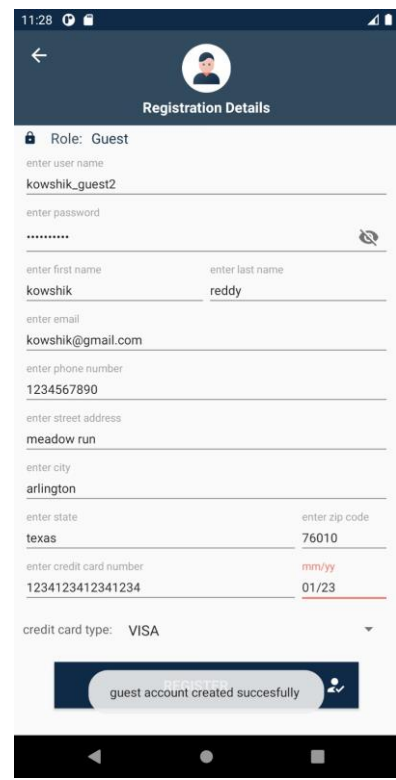 11:28
Registration Details
Role: Guest
enter user name
kowshik_guest2
enter password
••••••••••
enter first name enter last name
kowshik reddy
enter email
kowshik@gmail.com
enter phone number
1234567890
enter street address
meadow run
enter city
arlington
enter state enter zip code
texas 76010
enter credit card number mm/yy
1234123412341234 01/23
credit card type: VISA
REGISTER
guest account created succesfully